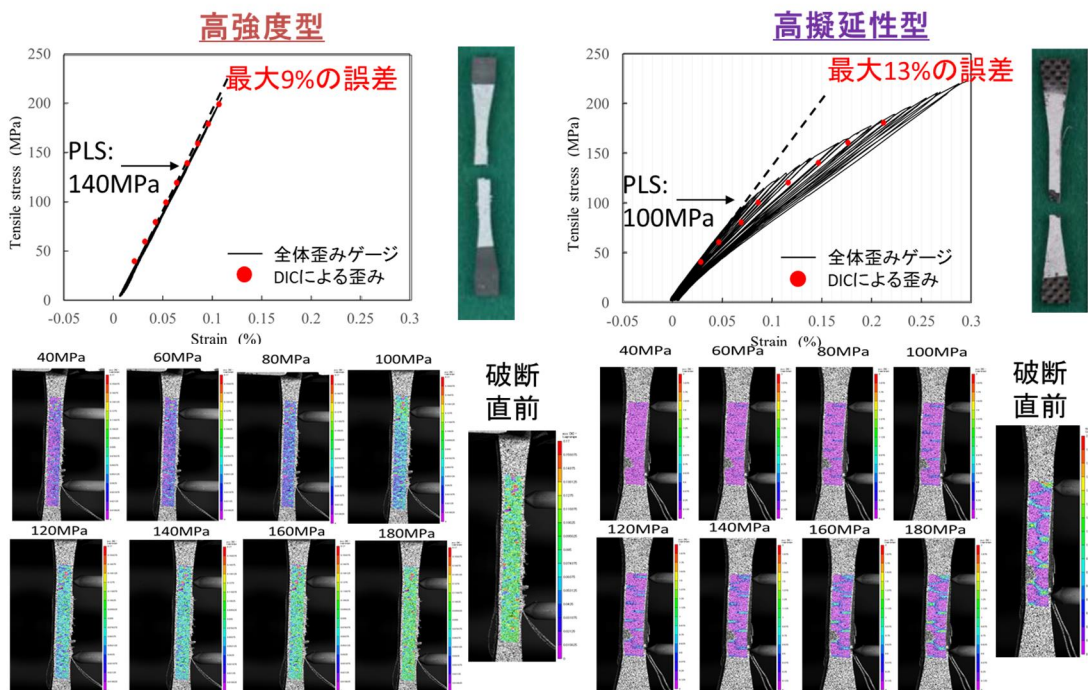 高強度型
250
200
150
100
50
0
Tensile stress (MPa)
最大9%の誤差
PLS:
140MPa
全体歪みゲージ
DICによる歪み
-0.05
0
0.05
0.1
0.15
0.2
0.25
0.3
Strain (%)
40MPa
60MPa
80MPa
100MPa
120MPa
140MPa
160MPa
180MPa
破断
直前
高擬延性型
250
200
150
100
50
0
Tensile stress (MPa)
最大13%の誤差
PLS:
100MPa
全体歪みゲージ
DICによる歪み
-0.05
0
0.05
0.1
0.15
0.2
0.25
0.3
Strain (%)
40MPa
60MPa
80MPa
100MPa
120MPa
140MPa
160MPa
180MPa
破断
直前